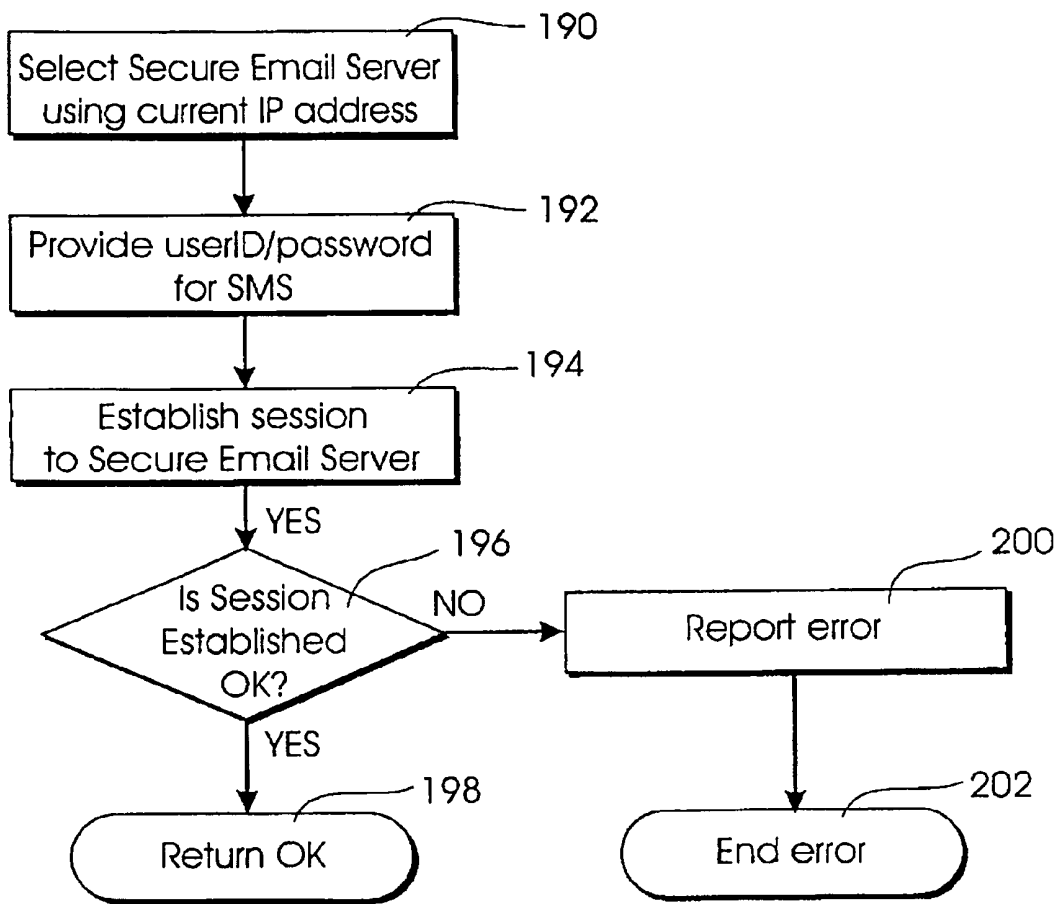 190
Select Secure Email Server
using current IP address
192
Provide userID/password
for SMS
194
Establish session
to Secure Email Server
YES
196
Is Session
Established
OK?
NO
200
Report error
YES
198
Return OK
202
End error